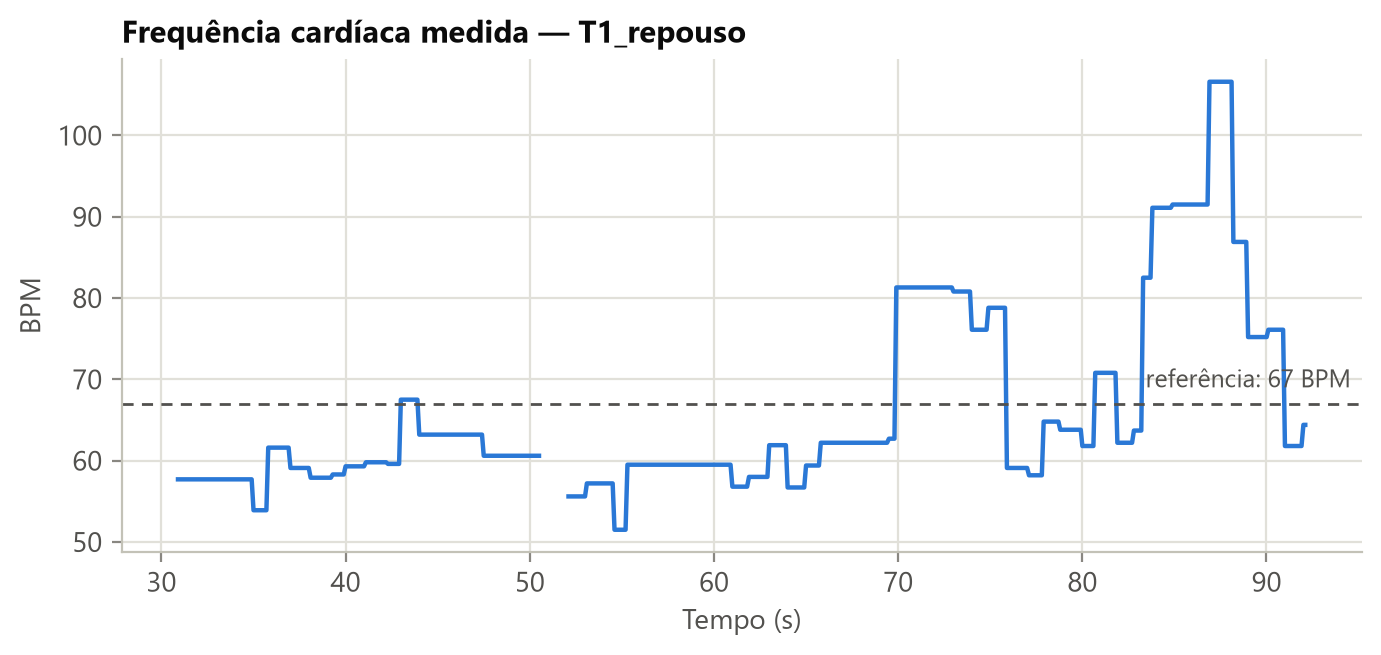 Frequência cardíaca medida — T1_repouso
100
90
80
70
60
50
BPM
referência: 67 BPM
30 40 50 60 70 80 90
Tempo (s)